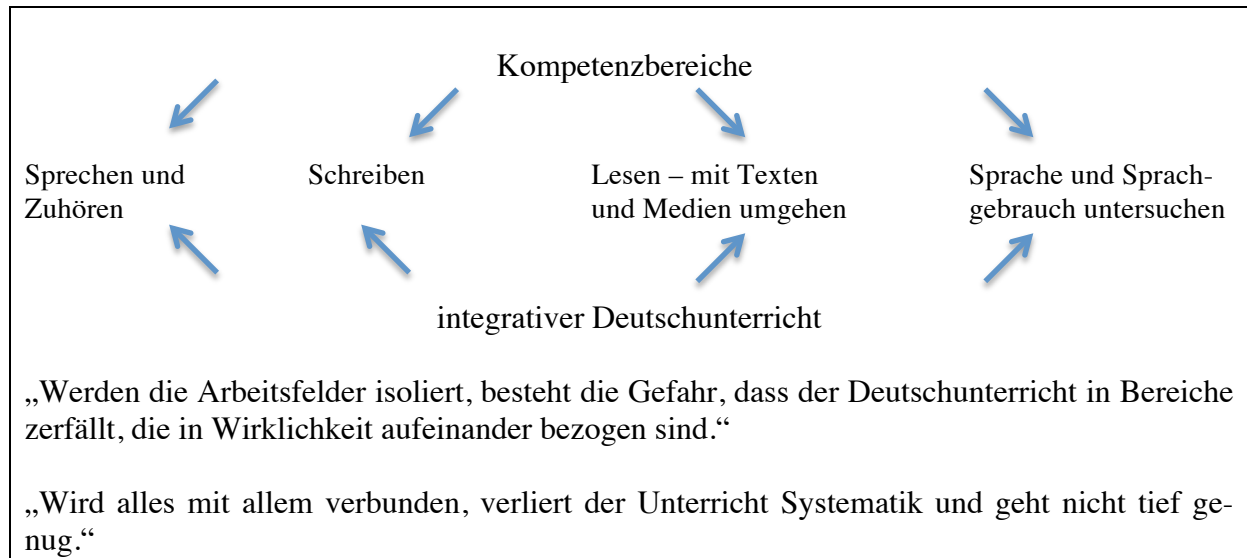 Kompetenzbereiche
Sprechen und Zuhören
Schreiben
Lesen – mit Texten und Medien umgehen
Sprache und Sprach-
gebrauch untersuchen
integrativer Deutschunterricht
„Werden die Arbeitsfelder isoliert, besteht die Gefahr, dass der Deutschunterricht in Bereiche
zerfällt, die in Wirklichkeit aufeinander bezogen sind.“
„Wird alles mit allem verbunden, verliert der Unterricht Systematik und geht nicht tief ge-
nug.“